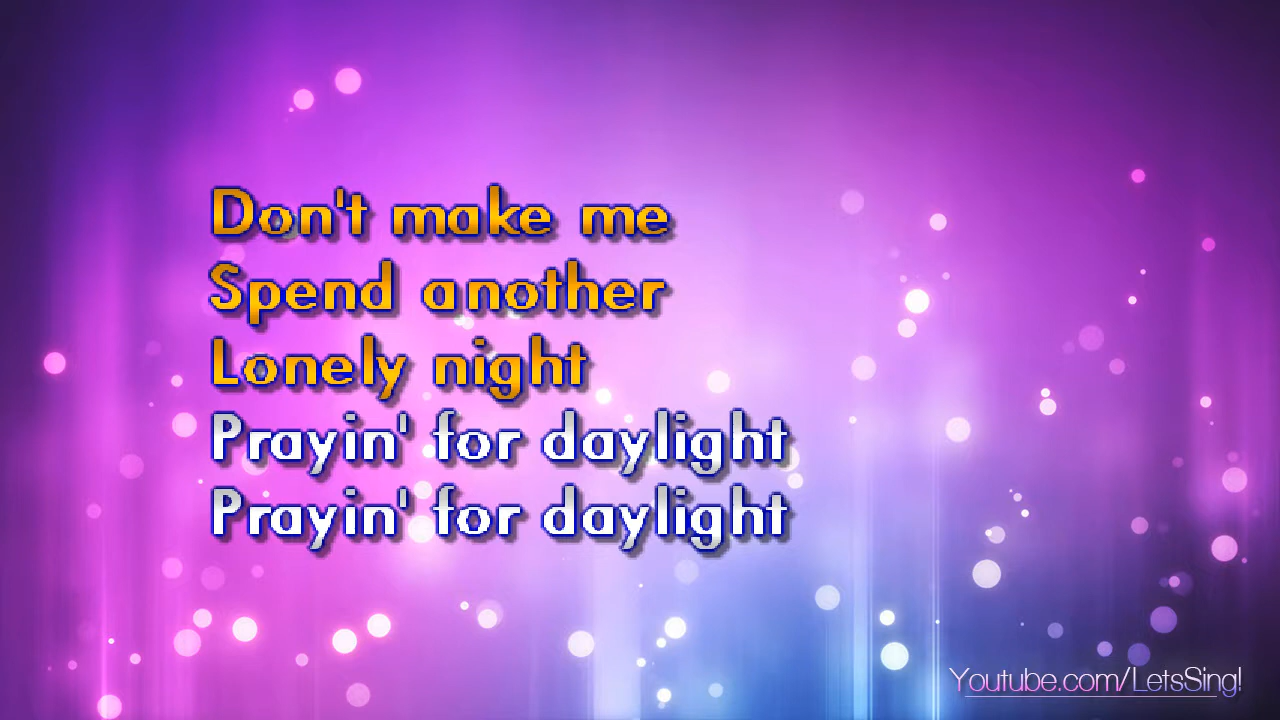 Don't make me
Spend another
Lonely night
Prayin' for daylight
Prayin' for daylight
Youtube.com/LetsSing!